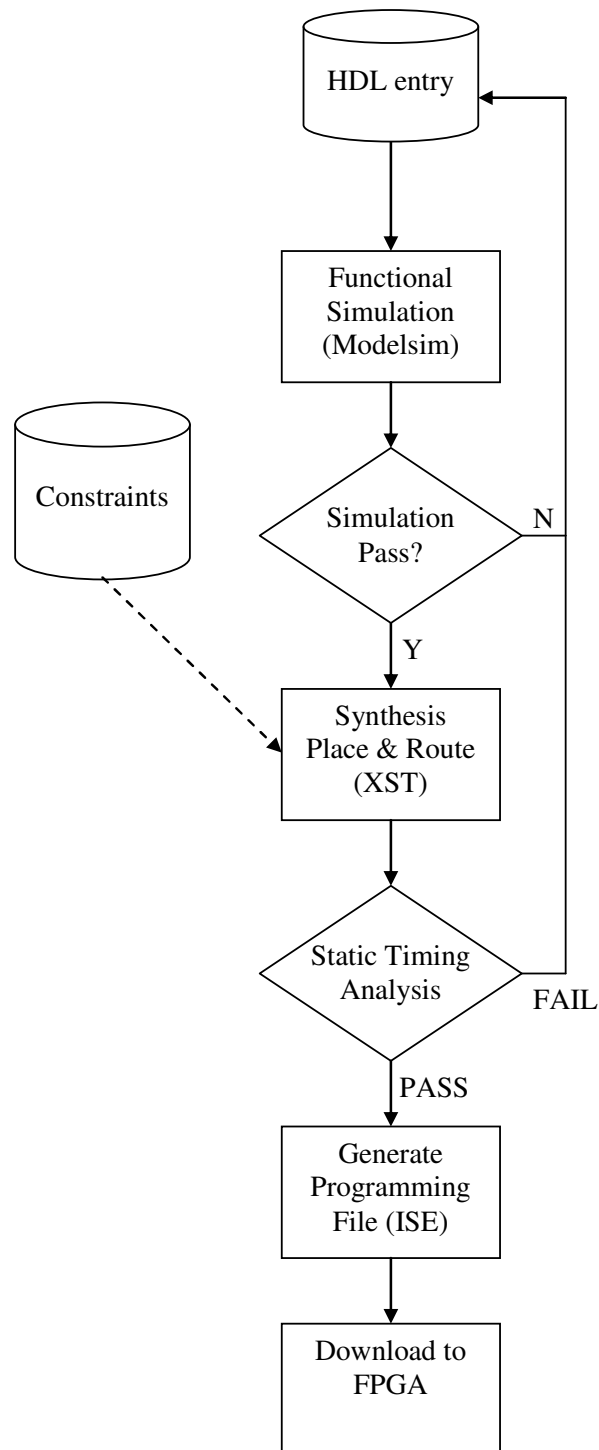 HDL entry
Functional
Simulation
(Modelsim)
Constraints
Simulation
Pass?
N
Y
Synthesis
Place & Route
(XST)
Static Timing
Analysis
FAIL
PASS
Generate
Programming
File (ISE)
Download to
FPGA